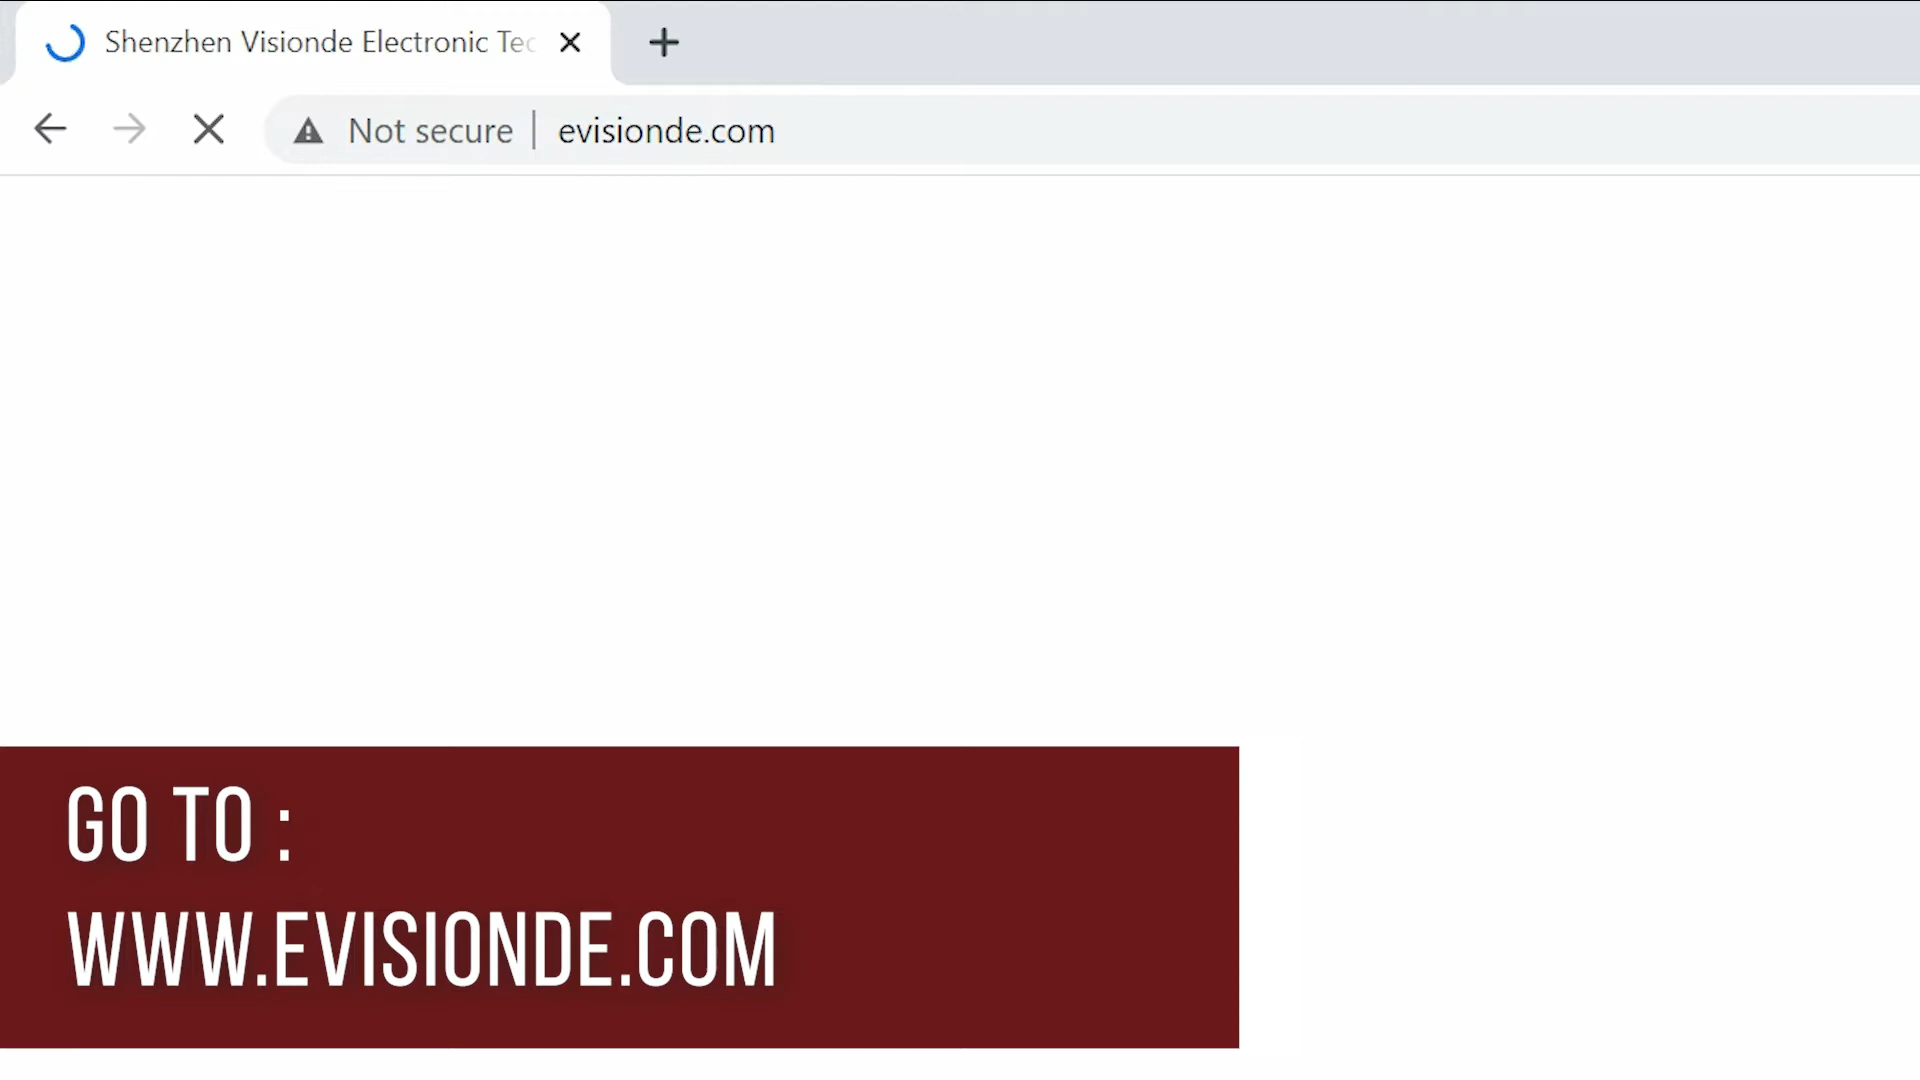 Shenzhen Visionde Electronic Tec
Not secure
evisionde.com
GO TO :
WWW.EVISIONDE.COM